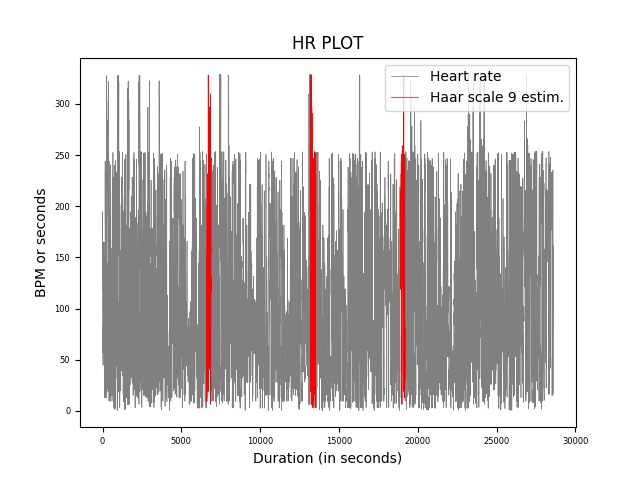 HR PLOT
Heart rate
Haar scale 9 estim.
BPM or seconds
300
250
200
150
100
50
0
0 5000 10000 15000 20000 25000 30000
Duration (in seconds)